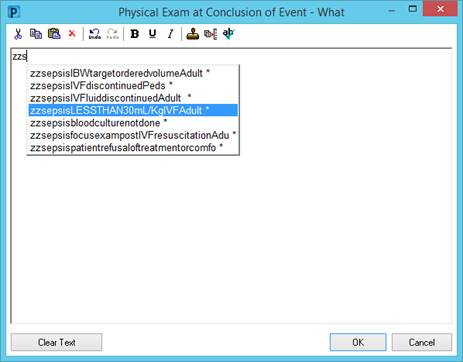 Physical Exam at Conclusion of Event - What
zzs
zzsepsisIBWtargetorderedvolumeAdult *
zzsepsisIVFdiscontinuedPeds *
zzsepsisIVFluiddiscontinuedAdult *
zzsepsisLESSTHAN30mL/KgIVFAdult *
zzsepsisbloodculturenotdone *
zzsepsisfocusexampostIVFresuscitationAdu *
zzsepsispatientrefusaloftreatmentorcomfo *
Clear Text
OK
Cancel